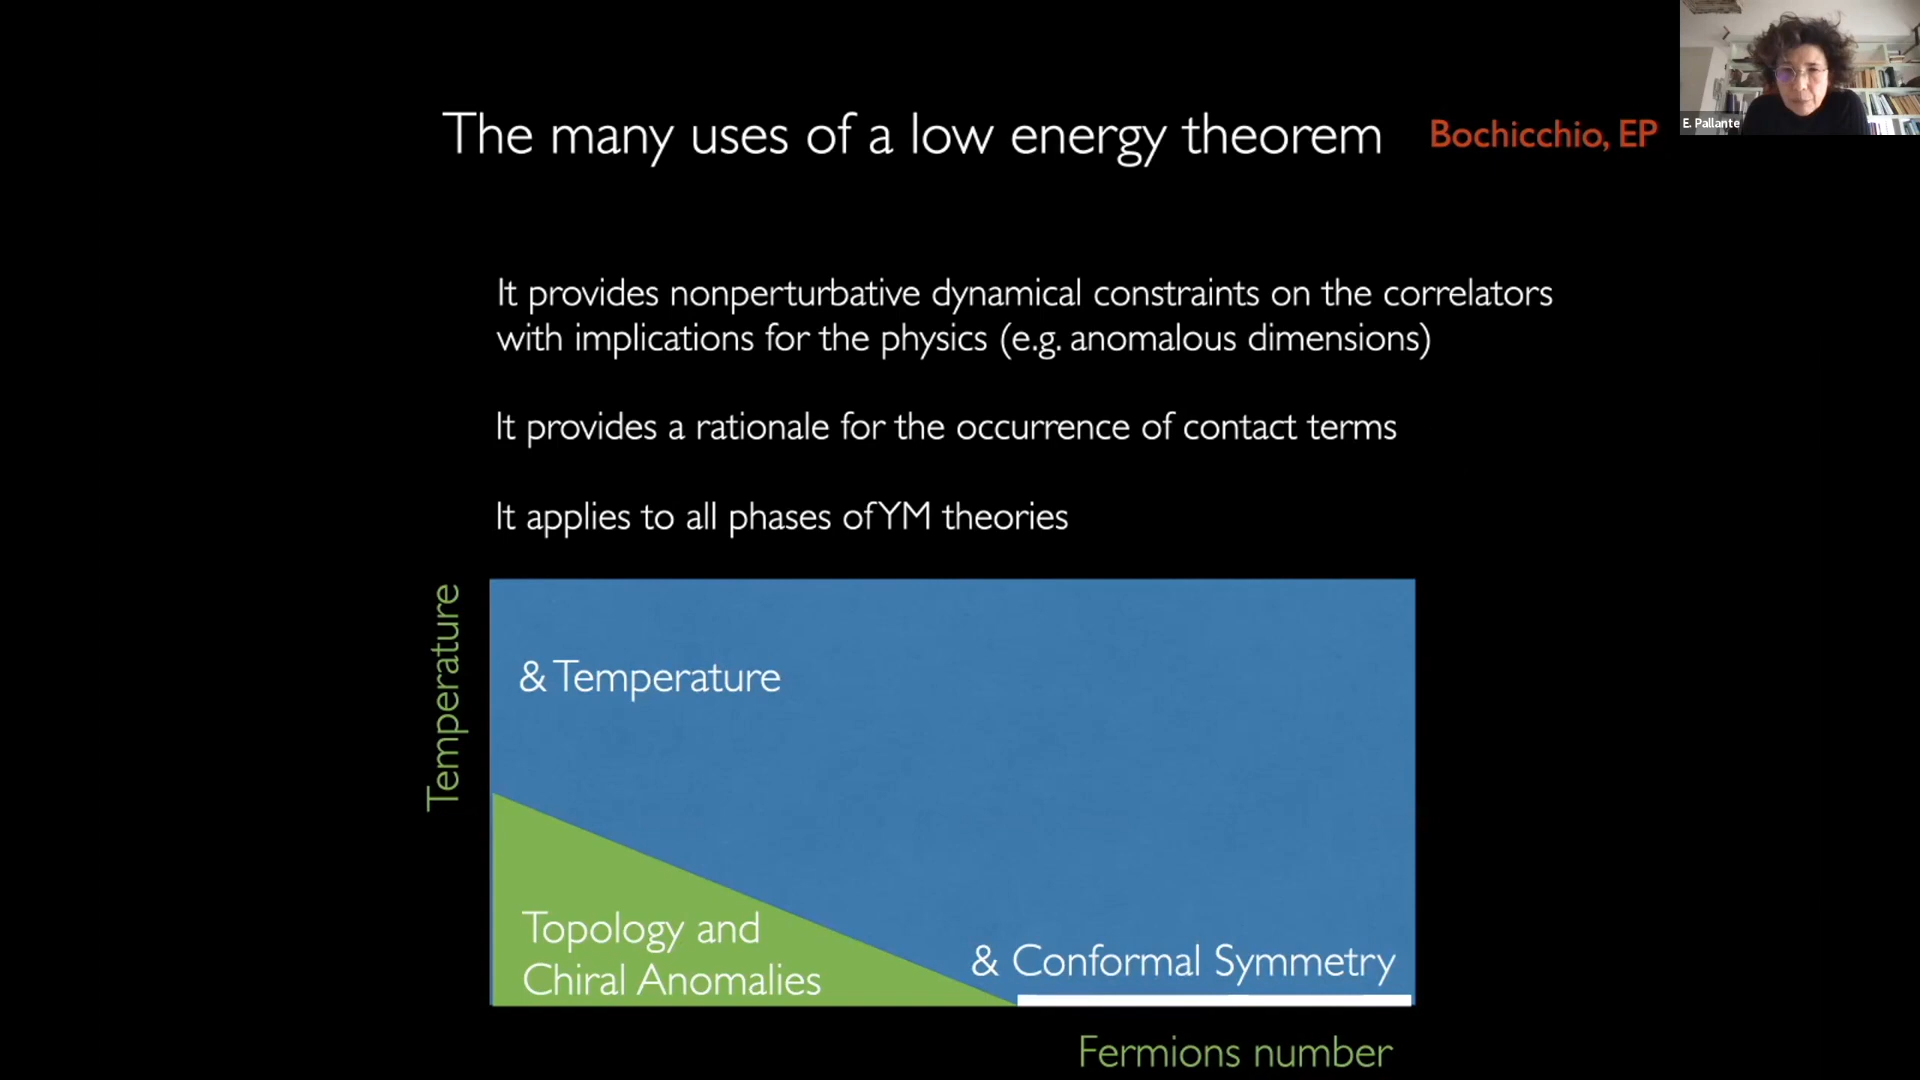 The many uses of a low energy theorem Bochicchio, EP
E. Pallante
It provides nonperturbative dynamical constraints on the correlators
with implications for the physics (e.g. anomalous dimensions)
It provides a rationale for the occurrence of contact terms
It applies to all phases of YM theories
Temperature
& Temperature
Topology and
Chiral Anomalies
& Conformal Symmetry
Fermions number